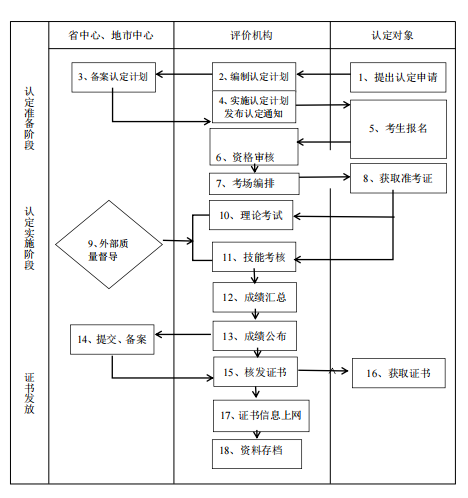 省中心、地市中心
评价机构
认定对象
认定准备阶段
3、备案认定计划
2、编制认定计划
1、提出认定申请
4、实施认定计划
发布认定通知
5、考生报名
6、资格审核
7、考场编排
8、获取准考证
认定实施阶段
9、外部质
量督导
10、理论考试
11、技能考核
12、成绩汇总
13、成绩公布
14、提交、备案
证书发放
15、核发证书
16、获取证书
17、证书信息上网
18、资料存档